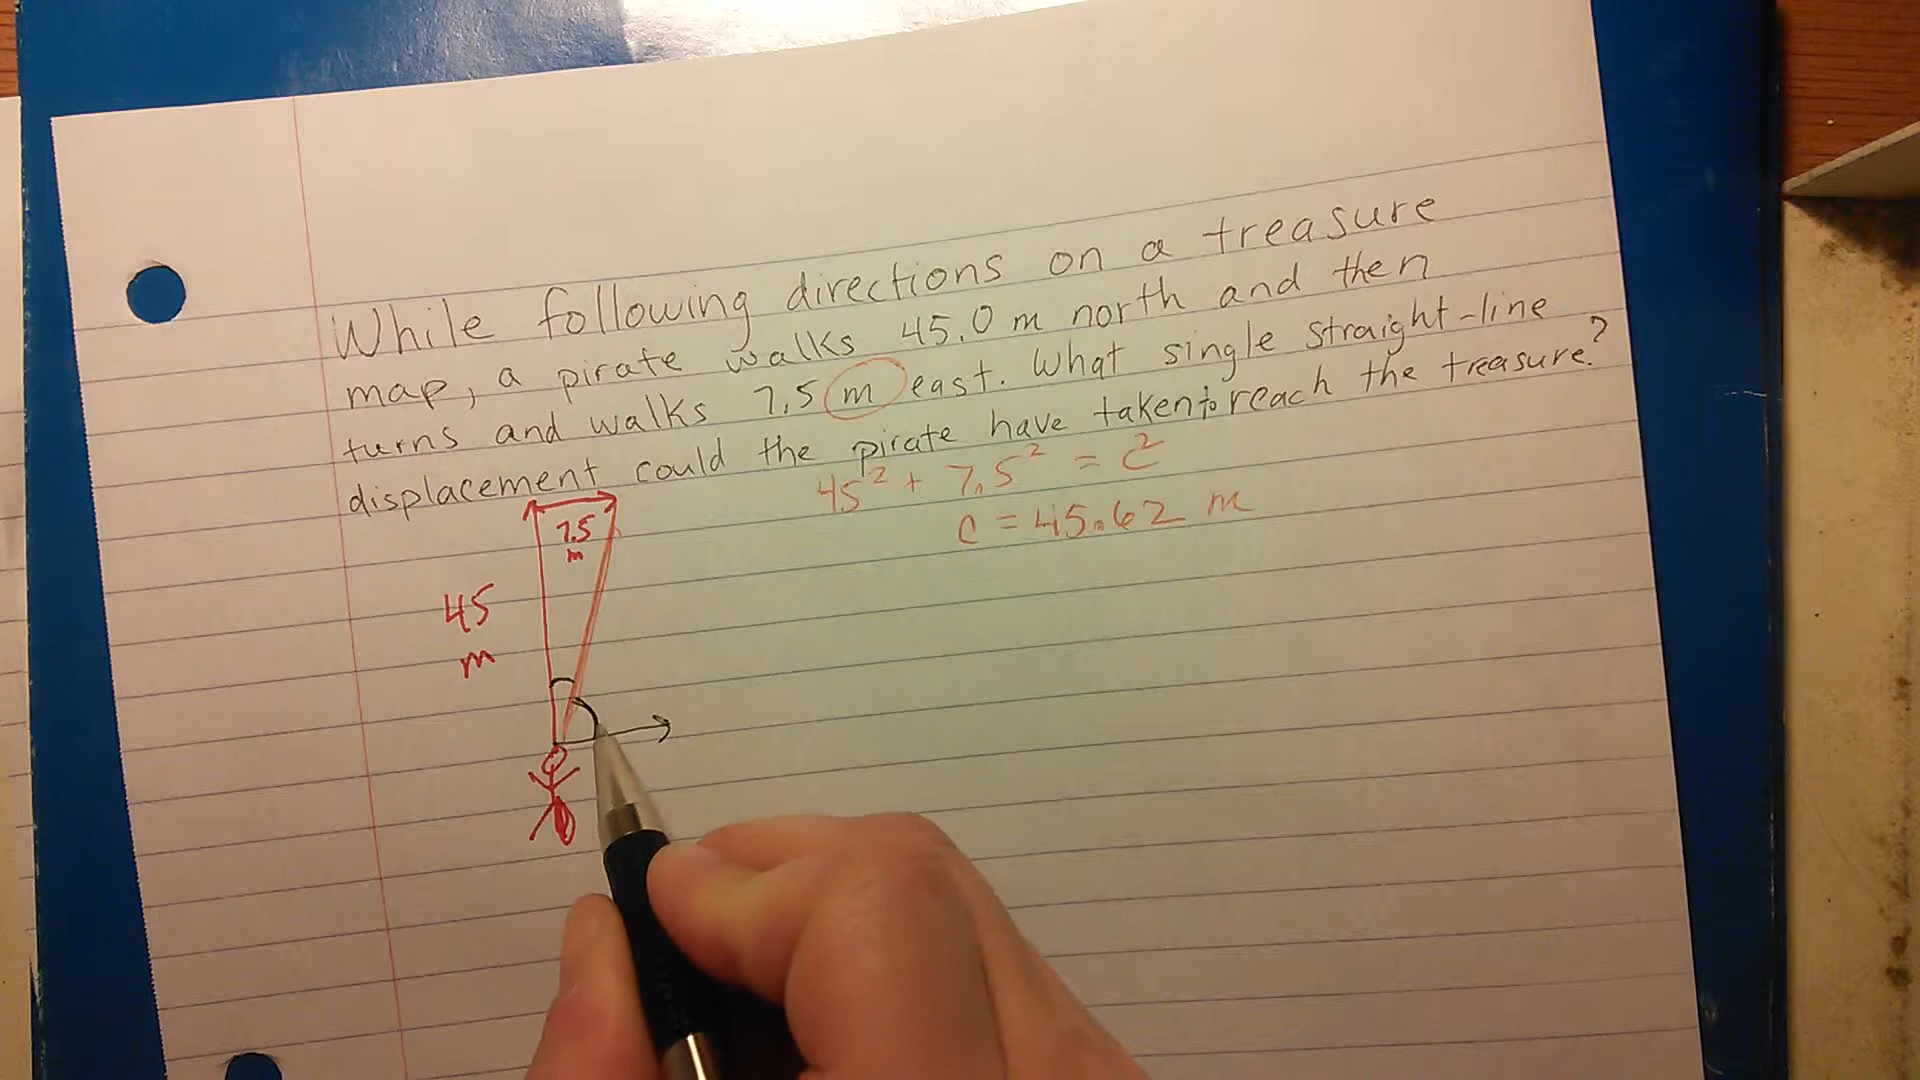 While following directions on a treasure
map, a pirate walks 45.0 m north and then
turns and walks 7.5 m east. What single straight-line
displacement could the pirate have taken to reach the treasure?
45² + 7.5² = c²
c = 45.62 m
7.5
m
45
m